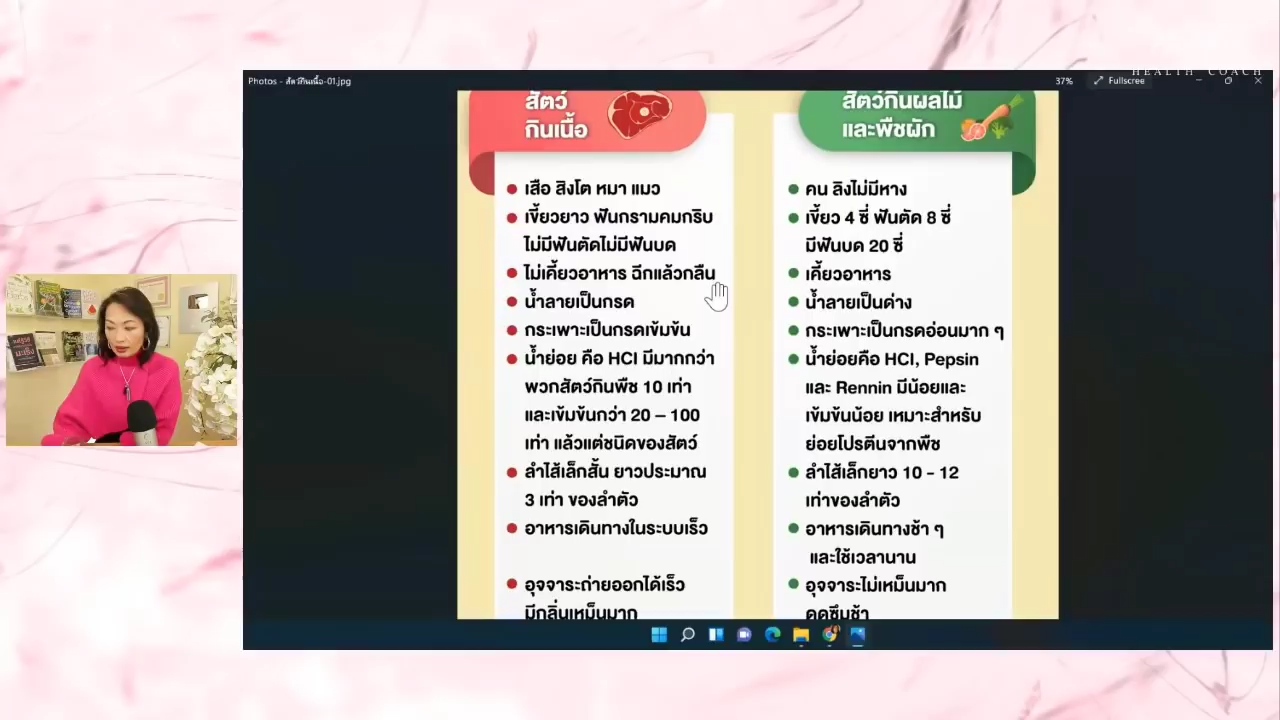 HEALTH COACH
Photos - สัตว์กินเนื้อ-01.jpg
37%
Fullscree
สัตว์
กินเนื้อ
เสือ สิงโต หมา แมว
เขี้ยวยาว ฟันกรามคมกริบ
ไม่มีฟันตัดไม่มีฟันบด
ไม่เคี้ยวอาหาร ฉีกแล้วกลืน
น้ำลายเป็นกรด
กระเพาะเป็นกรดเข้มข้น
น้ำย่อย คือ HCI มีมากกว่า
พวกสัตว์กินพืช 10 เท่า
และเข้มข้นกว่า 20 – 100
เท่า แล้วแต่ชนิดของสัตว์
ลำไส้เล็กสั้น ยาวประมาณ
3 เท่า ของลำตัว
อาหารเดินทางในระบบเร็ว
อุจจาระถ่ายออกได้เร็ว
มีกลิ่นเหม็นมาก
สัตว์กินผลไม้
และพืชผัก
คน ลิงไม่มีหาง
เขี้ยว 4 ซี่ ฟันตัด 8 ซี่
มีฟันบด 20 ซี่
เคี้ยวอาหาร
น้ำลายเป็นด่าง
กระเพาะเป็นกรดอ่อนมาก ๆ
น้ำย่อยคือ HCI, Pepsin
และ Rennin มีน้อยและ
เข้มข้นน้อย เหมาะสำหรับ
ย่อยโปรตีนจากพืช
ลำไส้เล็กยาว 10 - 12
เท่าของลำตัว
อาหารเดินทางช้า ๆ
และใช้เวลานาน
อุจจาระไม่เหม็นมาก
ดูดซึมช้า